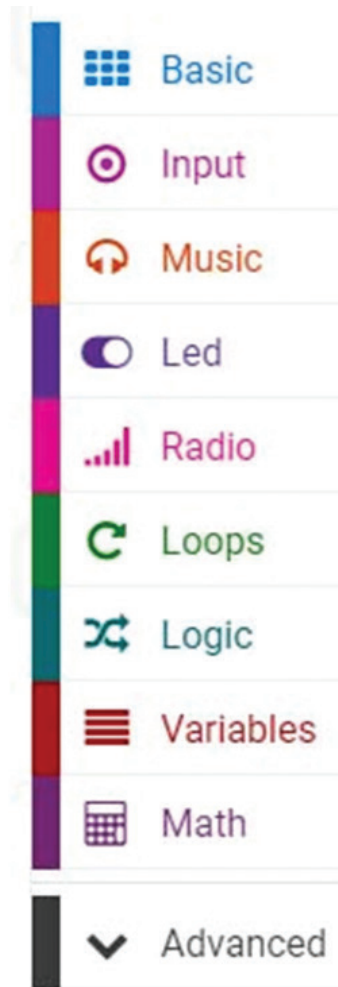 Basic
Input
Music
Led
Radio
Loops
Logic
Variables
Math
Advanced